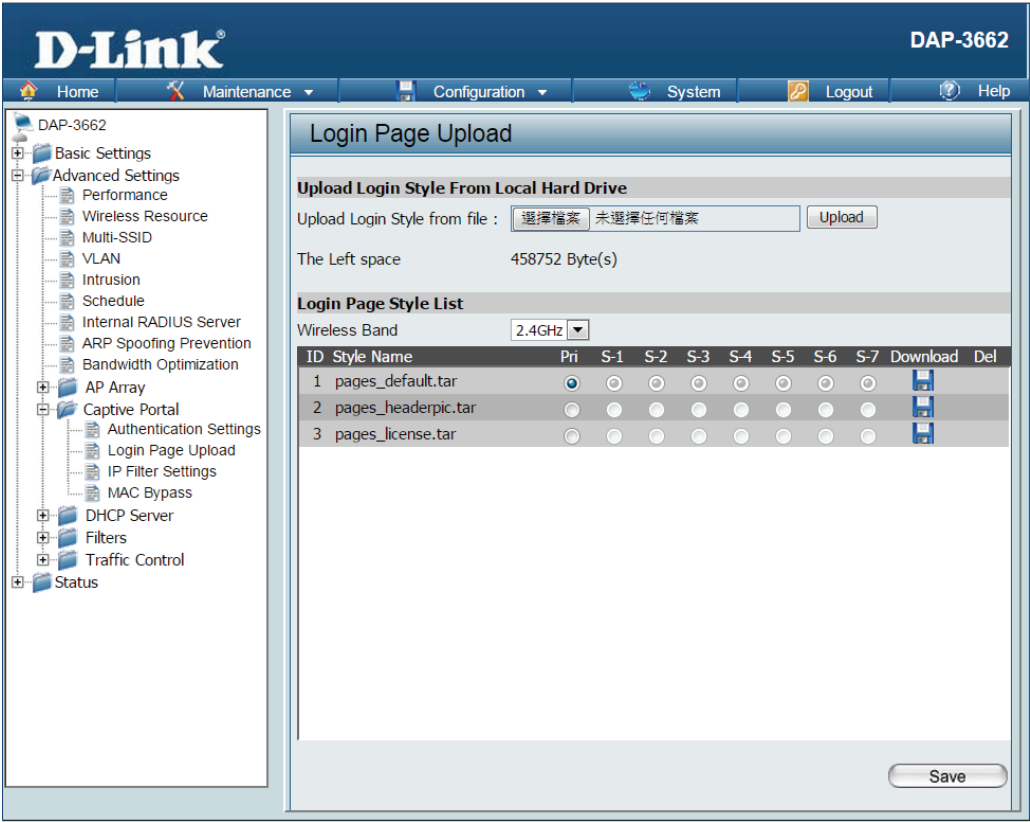 D-Link®
DAP-3662
Home Maintenance Configuration System Logout Help
DAP-3662
Basic Settings
Advanced Settings
Performance
Wireless Resource
Multi-SSID
VLAN
Intrusion
Schedule
Internal RADIUS Server
ARP Spoofing Prevention
Bandwidth Optimization
AP Array
Captive Portal
Authentication Settings
Login Page Upload
IP Filter Settings
MAC Bypass
DHCP Server
Filters
Traffic Control
Status
Login Page Upload
Upload Login Style From Local Hard Drive
Upload Login Style from file : 選擇檔案 未選擇任何檔案 Upload
The Left space 458752 Byte(s)
Login Page Style List
Wireless Band 2.4GHz
ID Style Name Pri S-1 S-2 S-3 S-4 S-5 S-6 S-7 Download Del
1 pages_default.tar
2 pages_headerpic.tar
3 pages_license.tar
Save